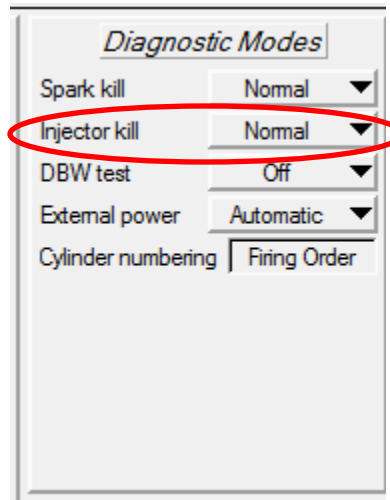 Diagnostic Modes
Spark kill Normal
Injector kill Normal
DBW test Off
External power Automatic
Cylinder numbering Firing Order